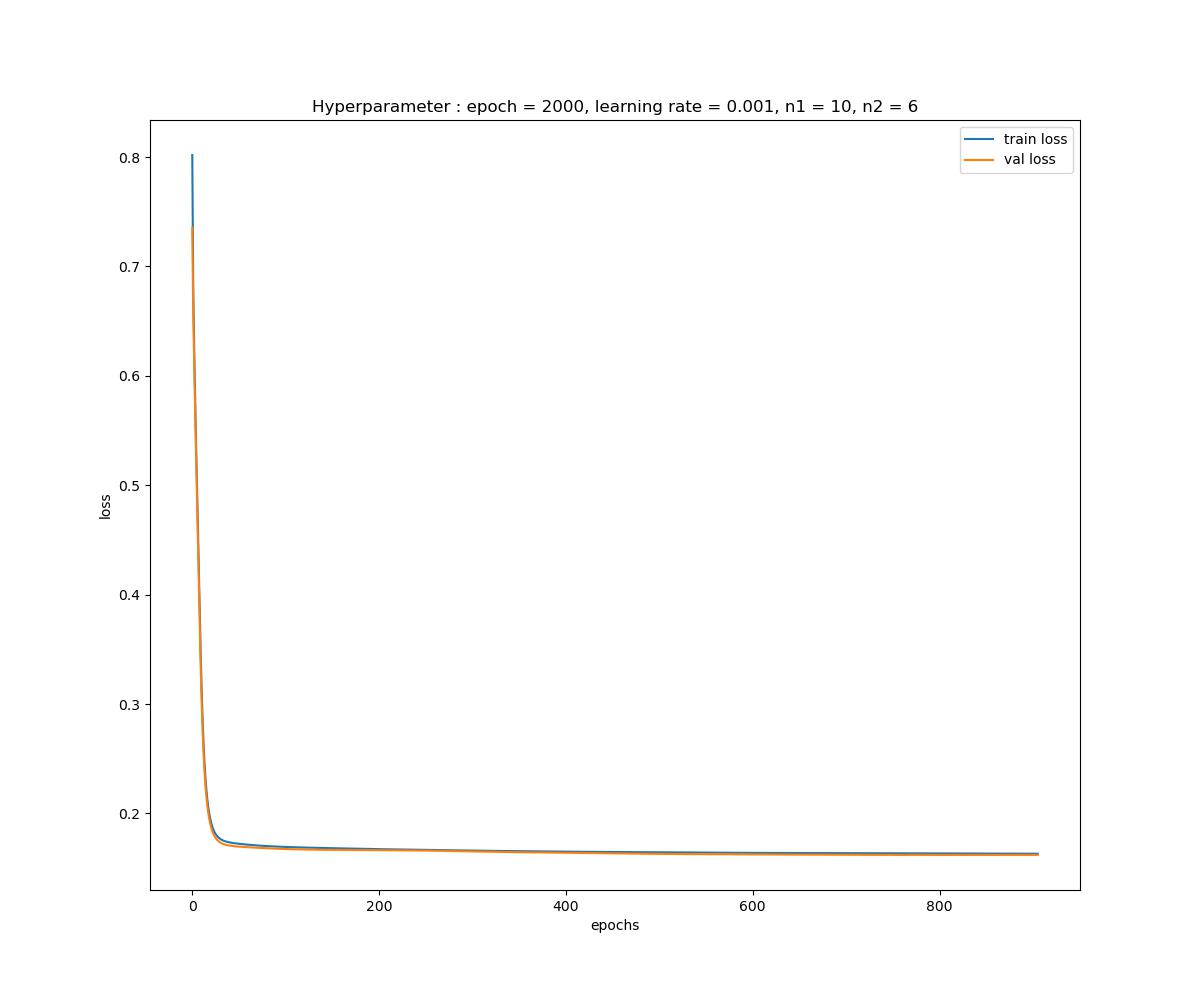 Hyperparameter : epoch = 2000, learning rate = 0.001, n1 = 10, n2 = 6
train loss
val loss
0.8
0.7
0.6
0.5
0.4
0.3
0.2
loss
0 200 400 600 800
epochs